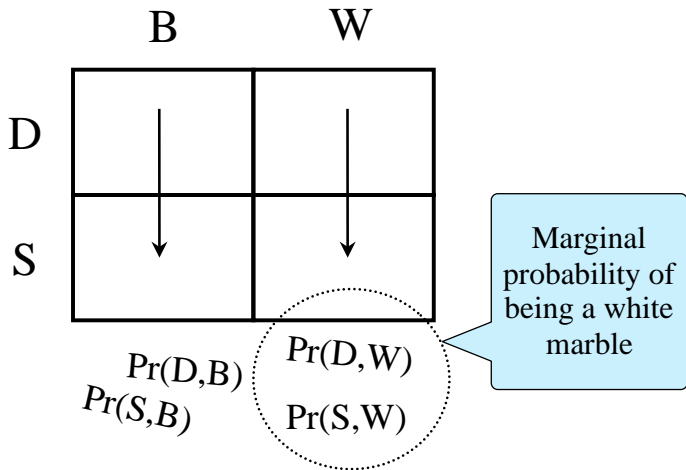 B W
D
S
Marginal
probability of
being a white
marble
Pr(D,B)
Pr(S,B)
Pr(D,W)
Pr(S,W)